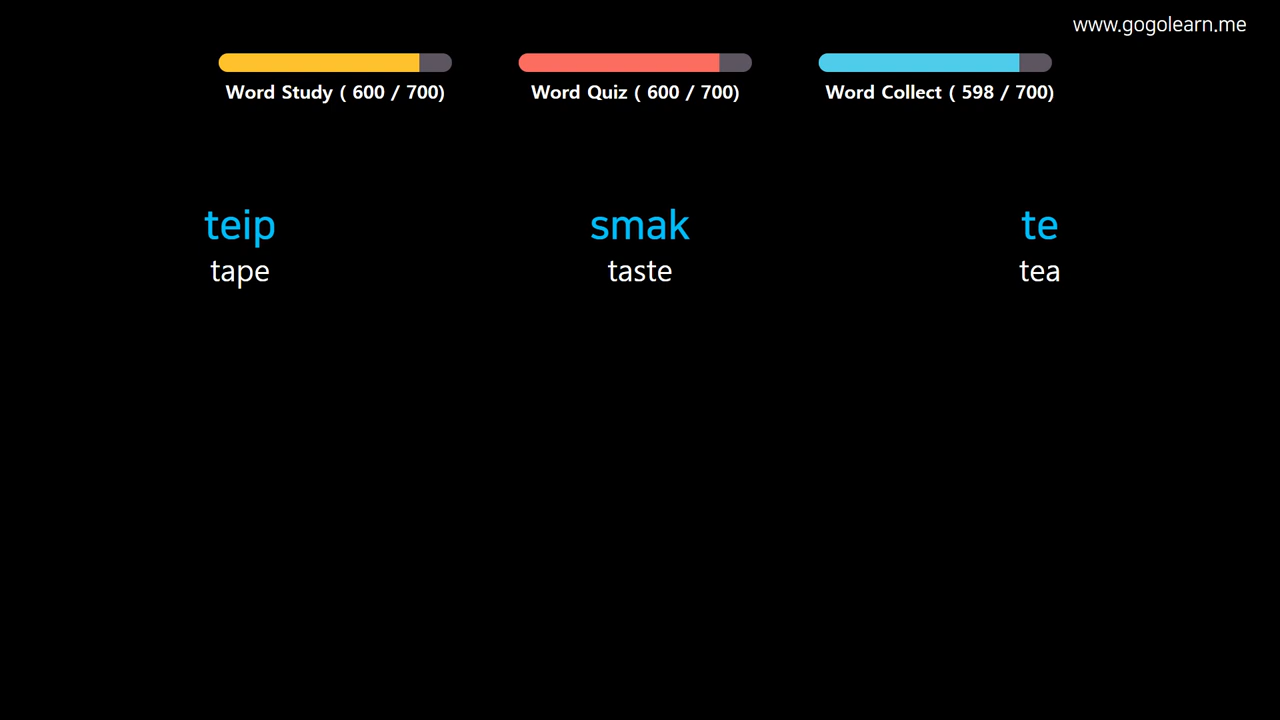 www.gogolearn.me
Word Study ( 600 / 700)
Word Quiz ( 600 / 700)
Word Collect ( 598 / 700)
teip
tape
smak
taste
te
tea